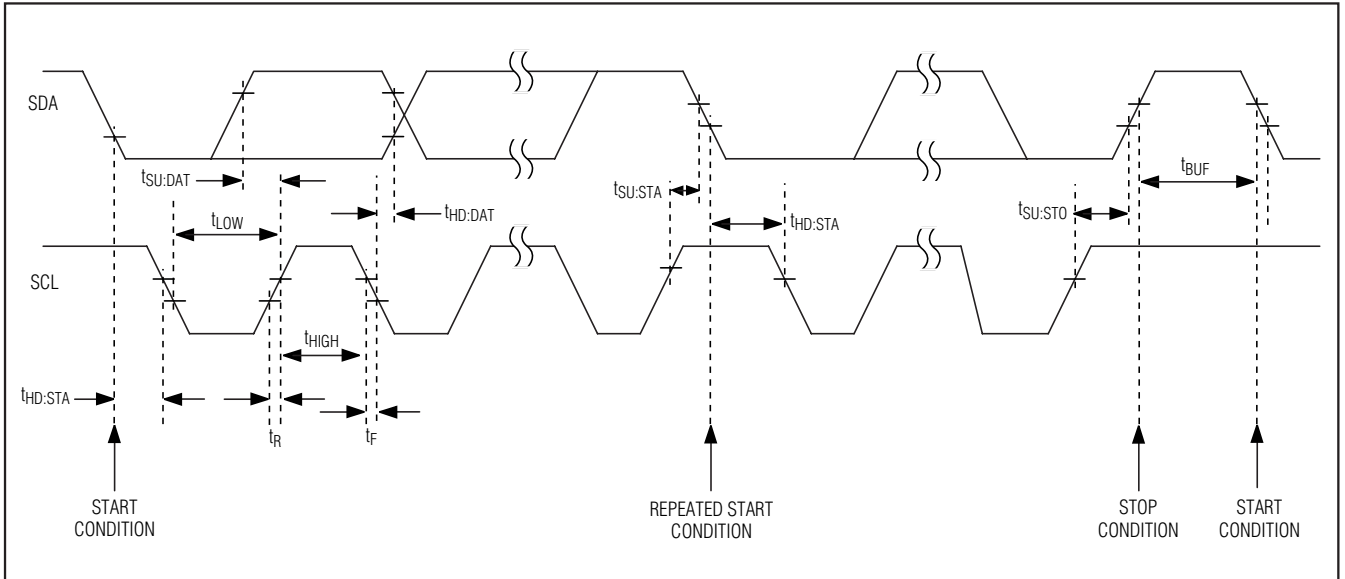 SDA
tSU:DAT
tSU:STA
tBUF
tLOW
tHD:DAT
tHD:STA
tSU:STO
SCL
tHIGH
tHD:STA
tR
tF
START
CONDITION
REPEATED START
CONDITION
STOP
CONDITION
START
CONDITION